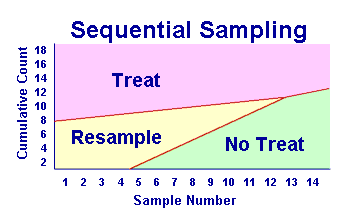 Sequential Sampling
Cumulative Count
18
16
14
12
10
8
6
4
2
Treat
Resample
No Treat
1 2 3 4 5 6 7 8 9 10 11 12 13 14
Sample Number